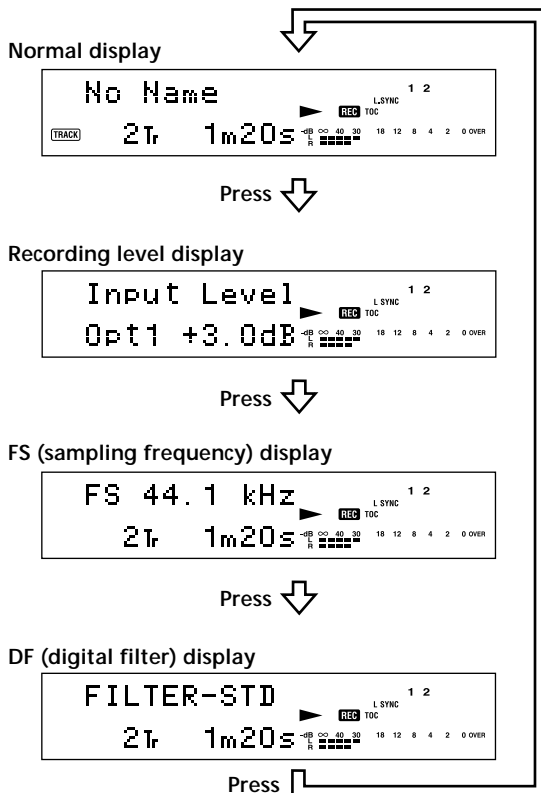 Normal display
No Name
1 2
L.SYNC
REC TOC
TRACK 2Tr 1m20s -dB ∞ 40 30 18 12 8 4 2 0 OVER
L
R
Press
Recording level display
Input Level
1 2
L SYNC
REC TOC
Opt1 +3.0dB -dB ∞ 40 30 18 12 8 4 2 0 OVER
L
R
Press
FS (sampling frequency) display
FS 44.1 kHz
1 2
L SYNC
REC TOC
2Tr 1m20s -dB ∞ 40 30 18 12 8 4 2 0 OVER
L
R
Press
DF (digital filter) display
FILTER-STD
1 2
L SYNC
REC TOC
2Tr 1m20s -dB ∞ 40 30 18 12 8 4 2 0 OVER
L
R
Press